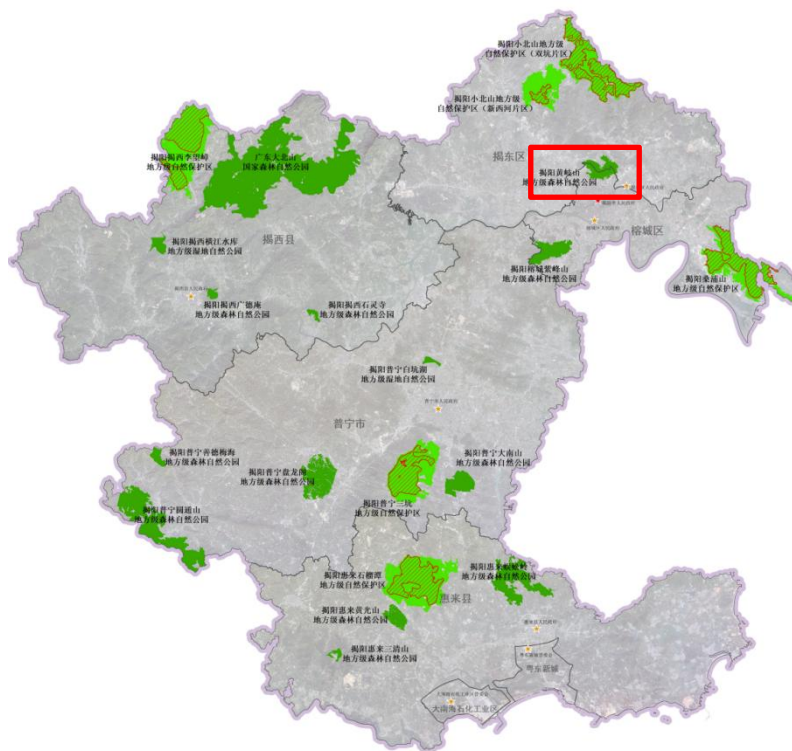 揭阳小北山地方级
自然保护区（双坑片区）
揭阳小北山地方级
自然保护区（新西河片区）
揭阳揭西李望嶂
地方级自然保护区
广东大北山
国家森林自然公园
揭东区
揭阳黄岐山
地方级森林自然公园
榕城区
揭西县
揭阳揭西横江水库
地方级湿地自然公园
揭阳榕城紫峰山
地方级森林自然公园
揭阳桑浦山
地方级自然保护区
揭阳揭西广德庵
地方级森林自然公园
揭阳揭西石灵寺
地方级森林自然公园
揭阳普宁白坑湖
地方级湿地自然公园
普宁市人民政府
普宁市
揭阳普宁善德梅海
地方级森林自然公园
揭阳普宁盘龙阁
地方级森林自然公园
揭阳普宁大南山
地方级森林自然公园
揭阳普宁三坑
地方级自然保护区
揭阳普宁圆通山
地方级森林自然公园
揭阳惠来石榴潭
地方级自然保护区
地方级森林自然公园
惠来县
揭阳惠来黄光山
地方级森林自然公园
揭阳惠来三清山
地方级森林自然公园
粤东新城
大南海石化工业区